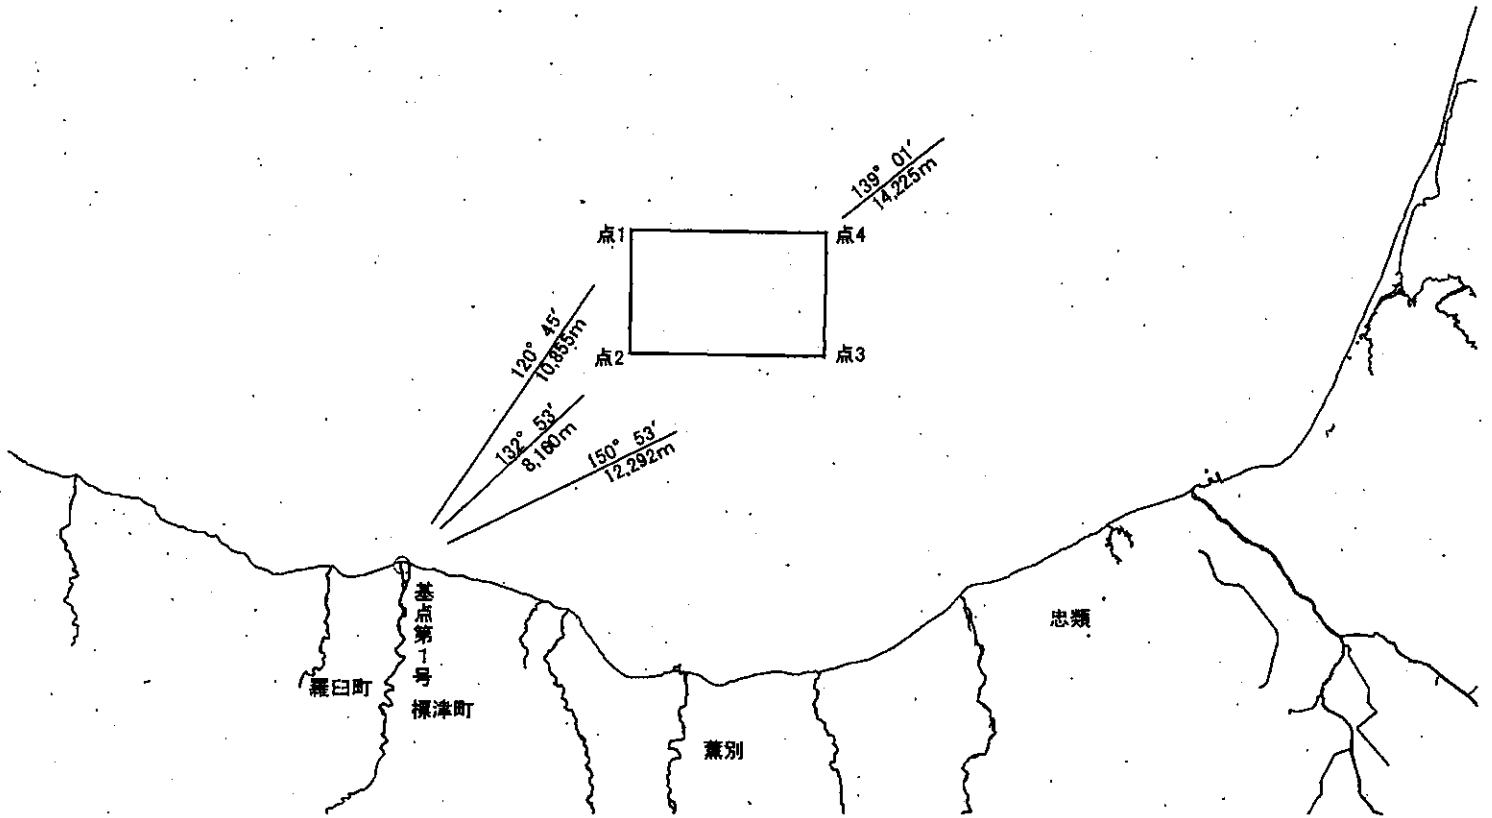 139° 01′
14,225m
点1
点4
120° 45′
10,855m
点2
点3
132° 53′
8,160m
150° 53′
12,292m
基点第1号
忠類
羅臼町
標津町
薫別